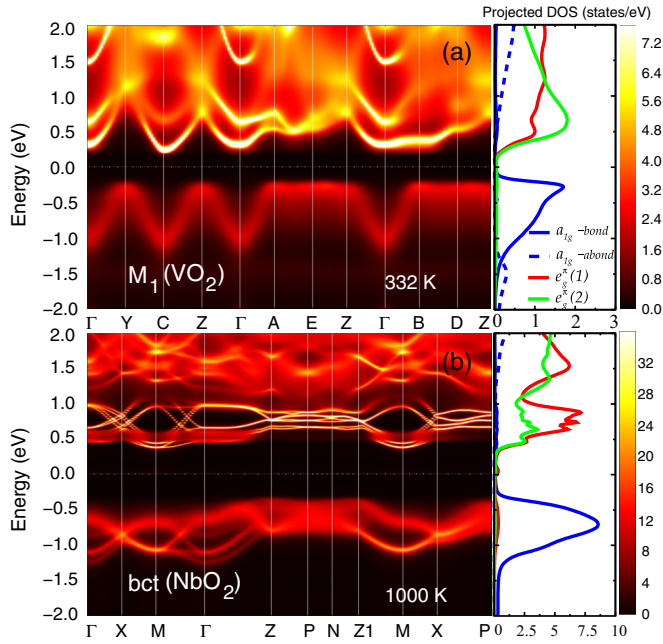 Projected DOS (states/eV)
2.0
1.5
1.0
0.5
0.0
−0.5
−1.0
−1.5
−2.0
Energy (eV)
(a)
M1 (VO2)
332 K
Γ Y C Z Γ A E Z Γ B D Z
a1g -bond
a1g -abond
eπg(1)
eπg(2)
0 1 2 3
7.2
6.4
5.6
4.8
4.0
3.2
2.4
1.6
0.8
0.0
2.0
1.5
1.0
0.5
0.0
−0.5
−1.0
−1.5
−2.0
Energy (eV)
(b)
bct (NbO2)
1000 K
Γ X M Γ Z P N Z1 M X P
0 2.5 5 7.5 10
36
32
28
24
20
16
12
8
4
0